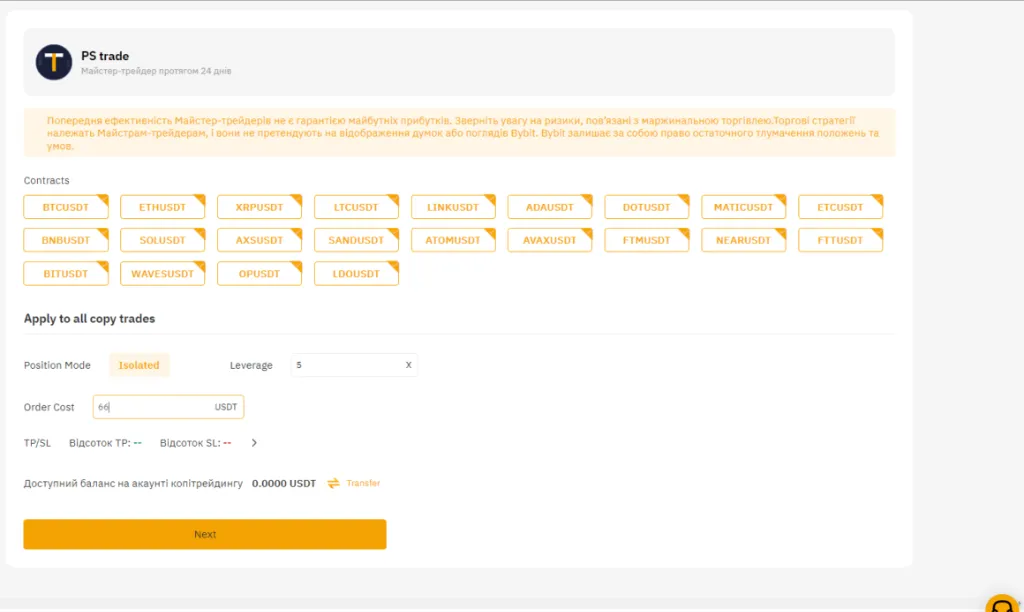 T
PS trade
Майстер-трейдер протягом 24 днів
Попередня ефективність Майстер-трейдерів не є гарантією майбутніх прибутків. Зверніть увагу на ризики, пов'язані з маржинальною торгівлею.Торгові стратегії
належать Майстрам-трейдерам, і вони не претендують на відображення думок або поглядів Bybit. Bybit залишає за собою право остаточного тлумачення положень та
умов.
Contracts
BTCUSDT ETHUSDT XRPUSDT LTCUSDT LINKUSDT ADAUSDT DOTUSDT MATICUSDT ETCUSDT
BNBUSDT SOLUSDT AXSUSDT SANDUSDT ATOMUSDT AVAXUSDT FTMUSDT NEARUSDT FTTUSDT
BITUSDT WAVESUSDT OPUSDT LDOUSDT
Apply to all copy trades
Position Mode Isolated Leverage 5 X
Order Cost 66 USDT
TP/SL Відсоток TP: -- Відсоток SL: --
Доступний баланс на акаунті копітрейдингу 0.0000 USDT Transfer
Next